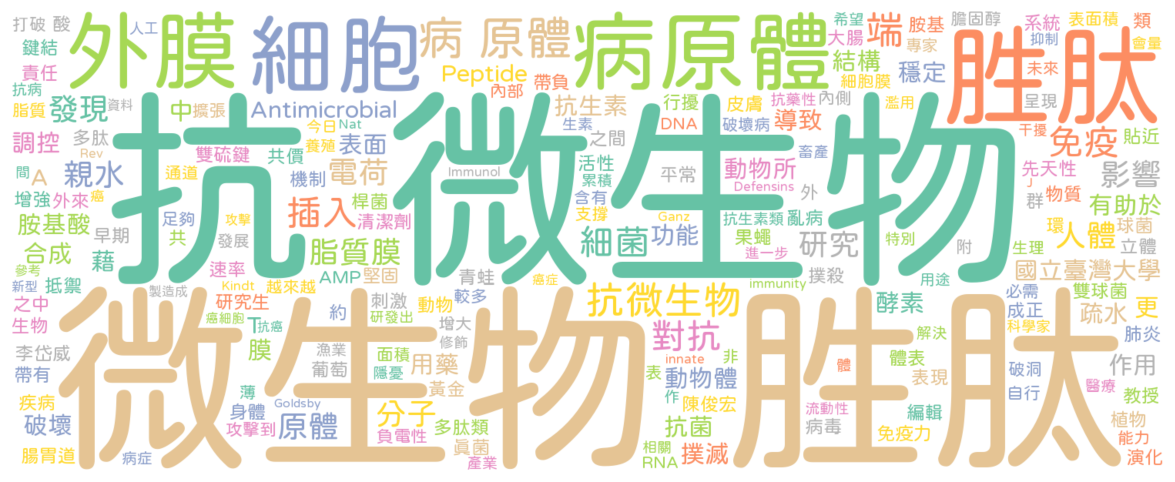 打破 酸 人工 外膜 細胞 病 原體 病原體 端 希望 大腸 胺基 專家 系統 膽固醇 表面積 抑制 類 會量
鍵結 責任 抗病 脂質 資料 發現 中 擴張 Antimicrobial Peptide 內部 帶負 抗生素 行擾 DNA 皮膚 破壞病 抗藥性 內側 導致 結構 細胞膜 穩定 濫用 胜肽 未來 呈現 干擾
調控 多肽 Rev 今日 Nat 養殖 生素 表面 之間 免疫 貼近
間 A 親水 雙硫鍵 通道 共價 機制 電荷 抗 微生物 Immunol 活性 累積 平常 動物所 Defensins 畜產 外 先天性 J 群 物質 影響
增強 外來 癌 胺基酸 早期 足夠 共 攻擊 發展 插入 桿菌 清潔劑 含有 支撐 細菌 Ganz 功能 抗生素類 果蠅 亂病 進一步 研究 特別 附 有助於 環 球菌 人體 生理 立體
合成 藉 脂質膜 速率 AMP 堅固 青蛙 撲殺 國立臺灣大學
參考 新型 抵禦 製造成 Kindt 越來越 癌症 immunity 用途 必需 雙球菌 更
之中 生物 研究生 癌細胞 T 抗癌 約 刺激 研發出 動物 較多 抗微生物 酵素 成正 科學家 疏水
李岱威 帶有 膜 漁業 葡萄 面積 隱憂 增大 修飾 用藥 黃金 對抗 innate 非 表 動物體 作 解決 體 體表 表現 破洞 自行 肺炎 作用 醫療
微生物 胜肽
疾病 破壞 薄 身體 Goldsby 攻擊到 原體 分子 負電性 多肽類 陳俊宏 抗菌 流動性 病毒 編輯 免疫力 教授 植物 能力
腸胃道 病症 真菌 產業 相關 RNA 撲滅 演化